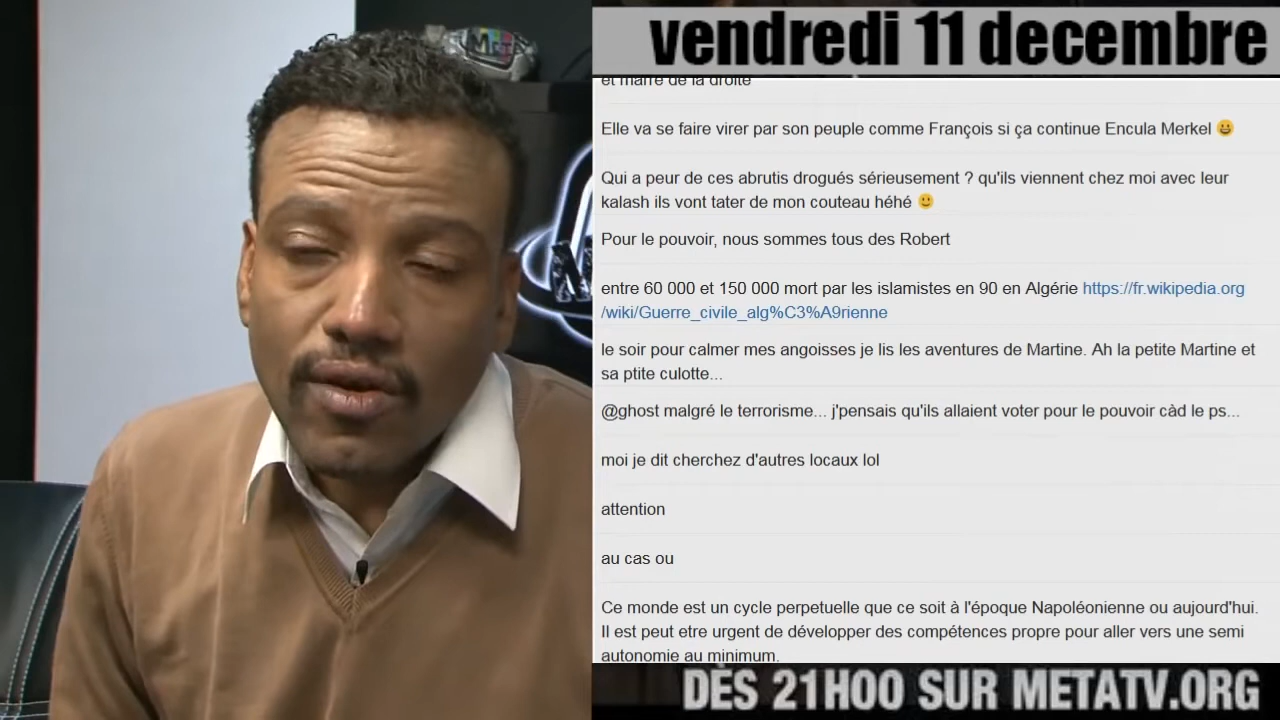 META
vendredi 11 decembre
et marre de la droite
Elle va se faire virer par son peuple comme François si ça continue Encula Merkel 😀
Qui a peur de ces abrutis drogués sérieusement ? qu'ils viennent chez moi avec leur
kalash ils vont tater de mon couteau héhé 🙂
Pour le pouvoir, nous sommes tous des Robert
entre 60 000 et 150 000 mort par les islamistes en 90 en Algérie https://fr.wikipedia.org
/wiki/Guerre_civile_alg%C3%A9rienne
le soir pour calmer mes angoisses je lis les aventures de Martine. Ah la petite Martine et
sa ptite culotte...
@ghost malgré le terrorisme... j'pensais qu'ils allaient voter pour le pouvoir càd le ps...
moi je dit cherchez d'autres locaux lol
attention
au cas ou
Ce monde est un cycle perpetuelle que ce soit à l'époque Napoléonienne ou aujourd'hui.
Il est peut etre urgent de développer des compétences propre pour aller vers une semi
autonomie au minimum.
DÈS 21H00 SUR METATV.ORG